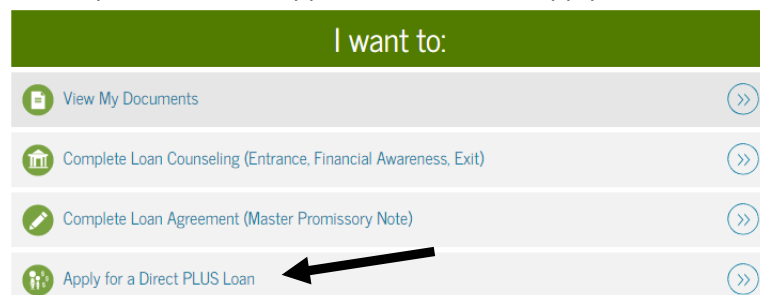 I want to:
View My Documents
Complete Loan Counseling (Entrance, Financial Awareness, Exit)
Complete Loan Agreement (Master Promissory Note)
Apply for a Direct PLUS Loan